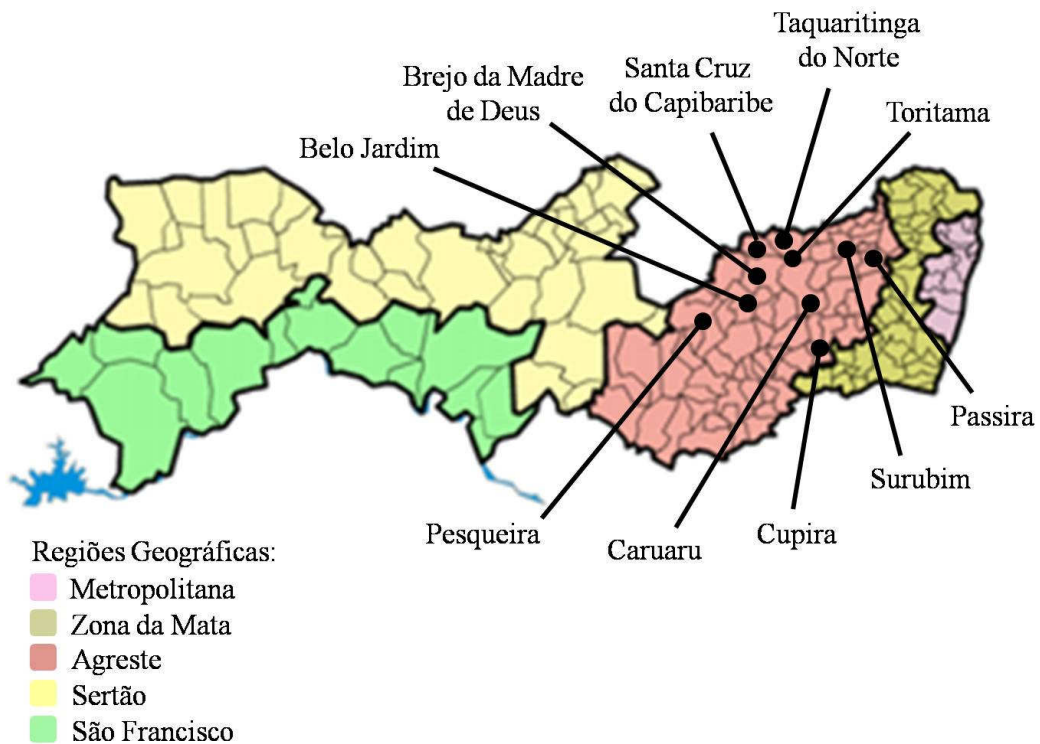 Taquaritinga
do Norte
Santa Cruz
do Capibaribe
Brejo da Madre
de Deus
Toritama
Belo Jardim
Passira
Surubim
Pesqueira
Caruaru
Cupira
Regiões Geográficas:
Metropolitana
Zona da Mata
Agreste
Sertão
São Francisco